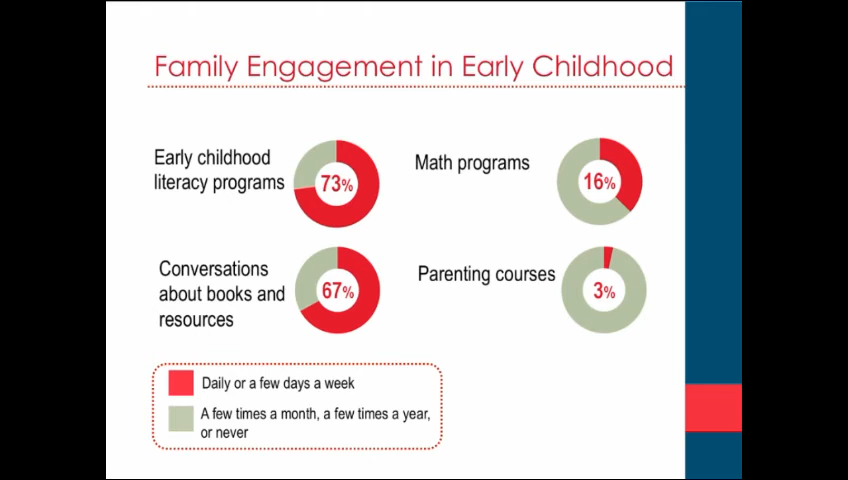 Family Engagement in Early Childhood
Early childhood
literacy programs
73%
Math programs
16%
Conversations
about books and
resources
67%
Parenting courses
3%
Daily or a few days a week
A few times a month, a few times a year,
or never